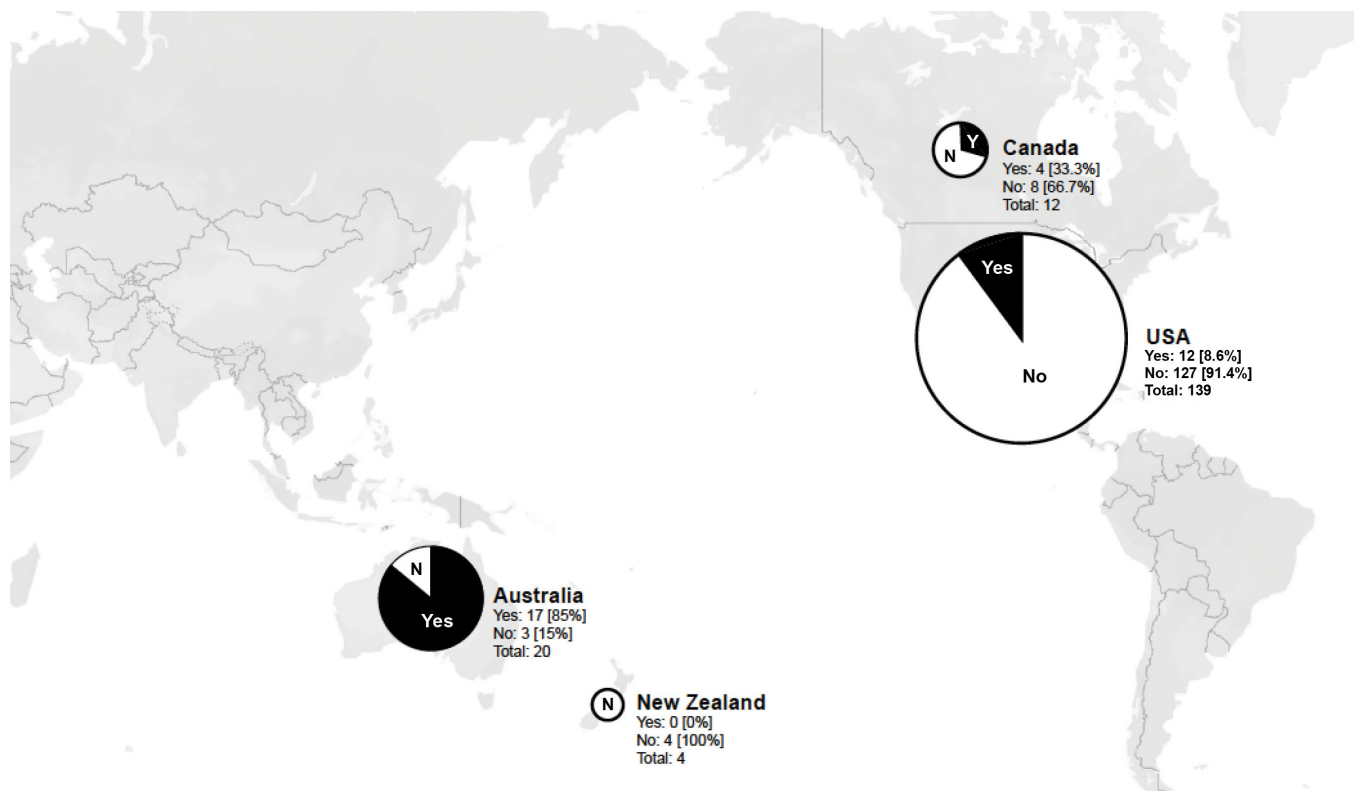 Y
N
Canada
Yes: 4 [33.3%]
No: 8 [66.7%]
Total: 12
Yes
No
USA
Yes: 12 [8.6%]
No: 127 [91.4%]
Total: 139
N
Yes
Australia
Yes: 17 [85%]
No: 3 [15%]
Total: 20
N
New Zealand
Yes: 0 [0%]
No: 4 [100%]
Total: 4